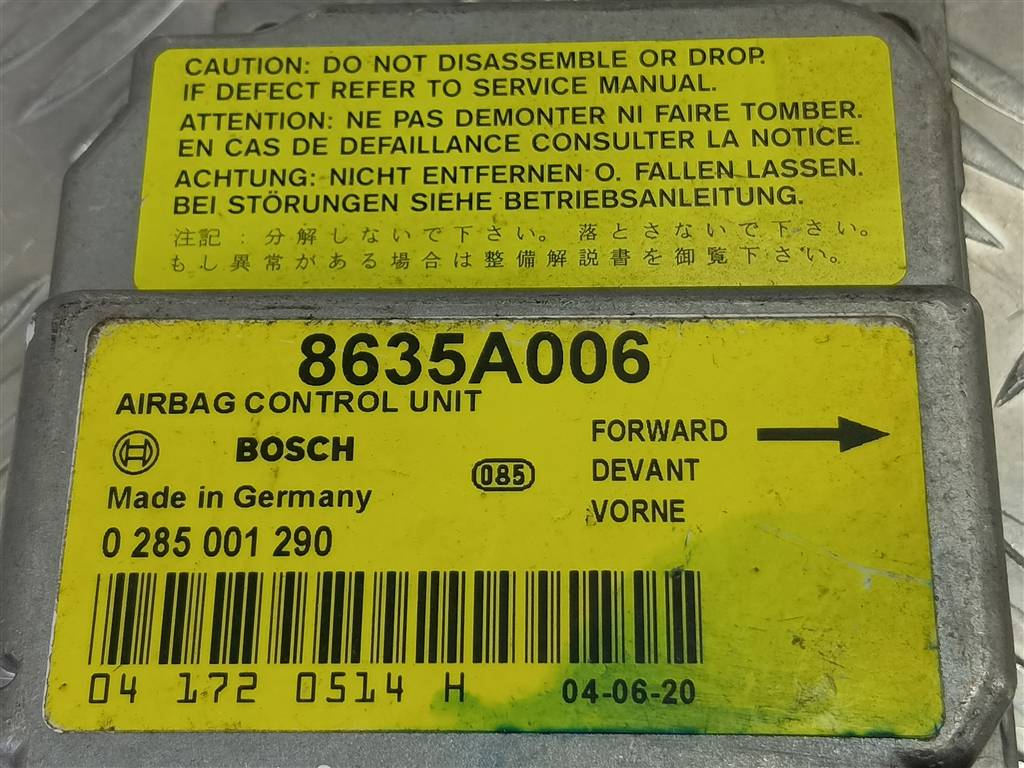 CAUTION: DO NOT DISASSEMBLE OR DROP.
IF DEFECT REFER TO SERVICE MANUAL.
ATTENTION: NE PAS DEMONTER NI FAIRE TOMBER.
EN CAS DE DEFAILLANCE CONSULTER LA NOTICE.
ACHTUNG: NICHT ENTFERNEN O. FALLEN LASSEN.
BEI STÖRUNGEN SIEHE BETRIEBSANLEITUNG.
注記:分解しないで下さい。落とさないで下さい。
もし異常がある場合は整備解説書を御覧下さい。
8635A006
AIRBAG CONTROL UNIT
BOSCH
Made in Germany
0 285 001 290
085
FORWARD
DEVANT
VORNE
04 172 0514 H
04-06-20